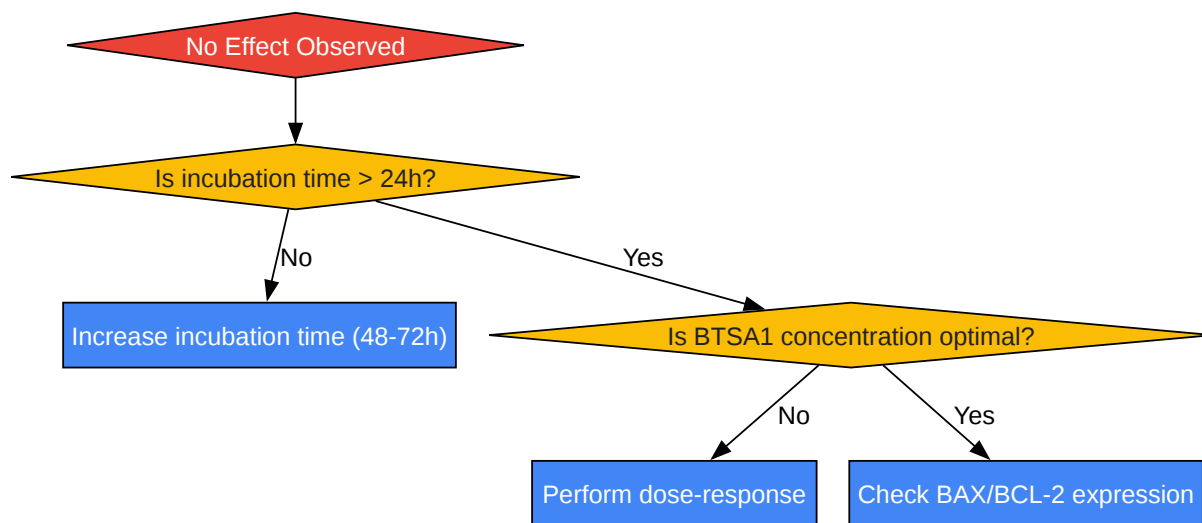 No Effect Observed
Is incubation time > 24h?
No
Yes
Increase incubation time (48-72h)
Is BTSA1 concentration optimal?
No
Yes
Perform dose-response
Check BAX/BCL-2 expression